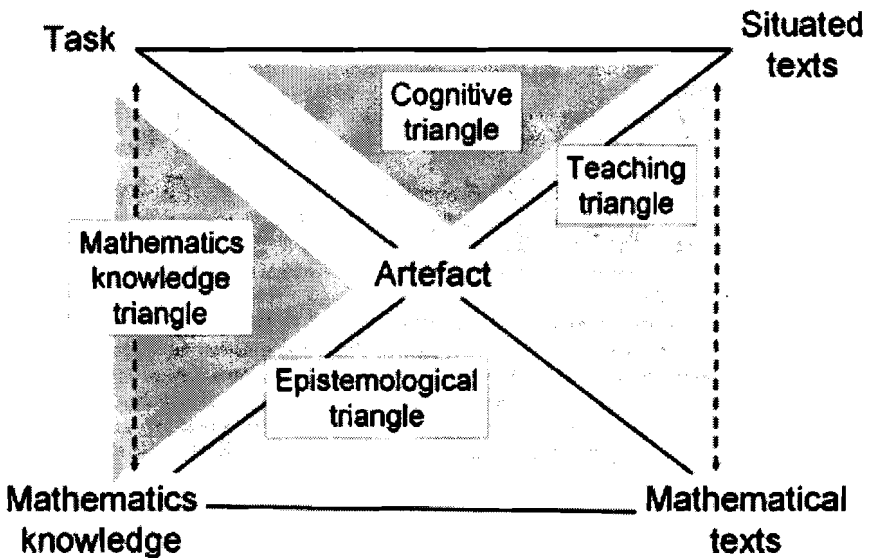 Task
Situated
texts
Cognitive
triangle
Teaching
triangle
Mathematics
knowledge
triangle
Artefact
Epistemological
triangle
Mathematics
knowledge
Mathematical
texts